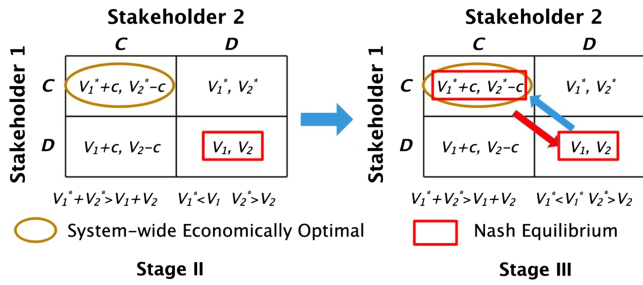 Stakeholder 2
C D
Stakeholder 1
C V₁*+c, V₂*−c V₁*, V₂*
D V₁+c, V₂−c V₁, V₂
V₁*+V₂*>V₁+V₂ V₁*<V₁ V₂*>V₂
Stakeholder 2
C D
Stakeholder 1
C V₁*+c, V₂*−c V₁*, V₂*
D V₁+c, V₂−c V₁, V₂
V₁*+V₂*>V₁+V₂ V₁*<V₁* V₂*>V₂
System-wide Economically Optimal
Nash Equilibrium
Stage II
Stage III